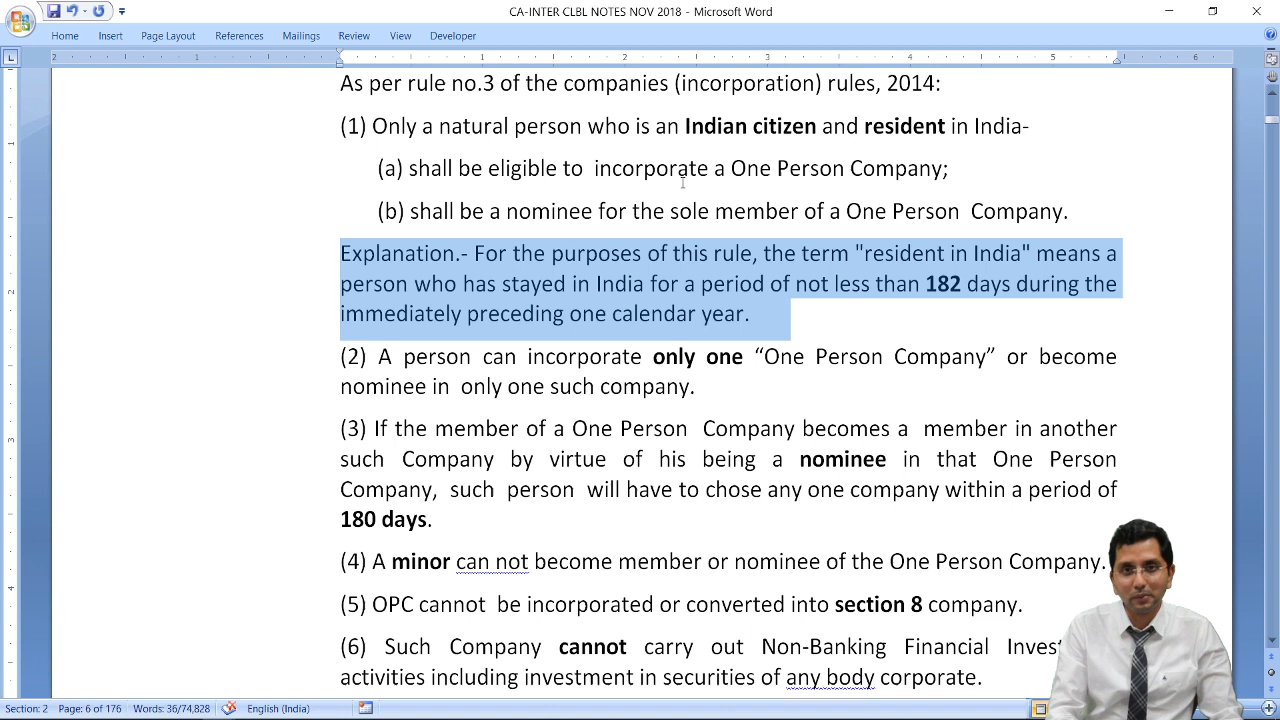 CA-INTER CLBL NOTES NOV 2018 - Microsoft Word
Home Insert Page Layout References Mailings Review View Developer
2 1 1 2 3 4 5 6
As per rule no.3 of the companies (incorporation) rules, 2014:
(1) Only a natural person who is an Indian citizen and resident in India-
(a) shall be eligible to incorporate a One Person Company;
(b) shall be a nominee for the sole member of a One Person Company.
Explanation.- For the purposes of this rule, the term "resident in India" means a
person who has stayed in India for a period of not less than 182 days during the
immediately preceding one calendar year.
(2) A person can incorporate only one “One Person Company” or become
nominee in only one such company.
(3) If the member of a One Person Company becomes a member in another
such Company by virtue of his being a nominee in that One Person
Company, such person will have to chose any one company within a period of
180 days.
(4) A minor can not become member or nominee of the One Person Company.
(5) OPC cannot be incorporated or converted into section 8 company.
(6) Such Company cannot carry out Non-Banking Financial
activities including investment in securities of any body corporate.
Section: 2 Page: 6 of 176 Words: 36/74,828 English (India)